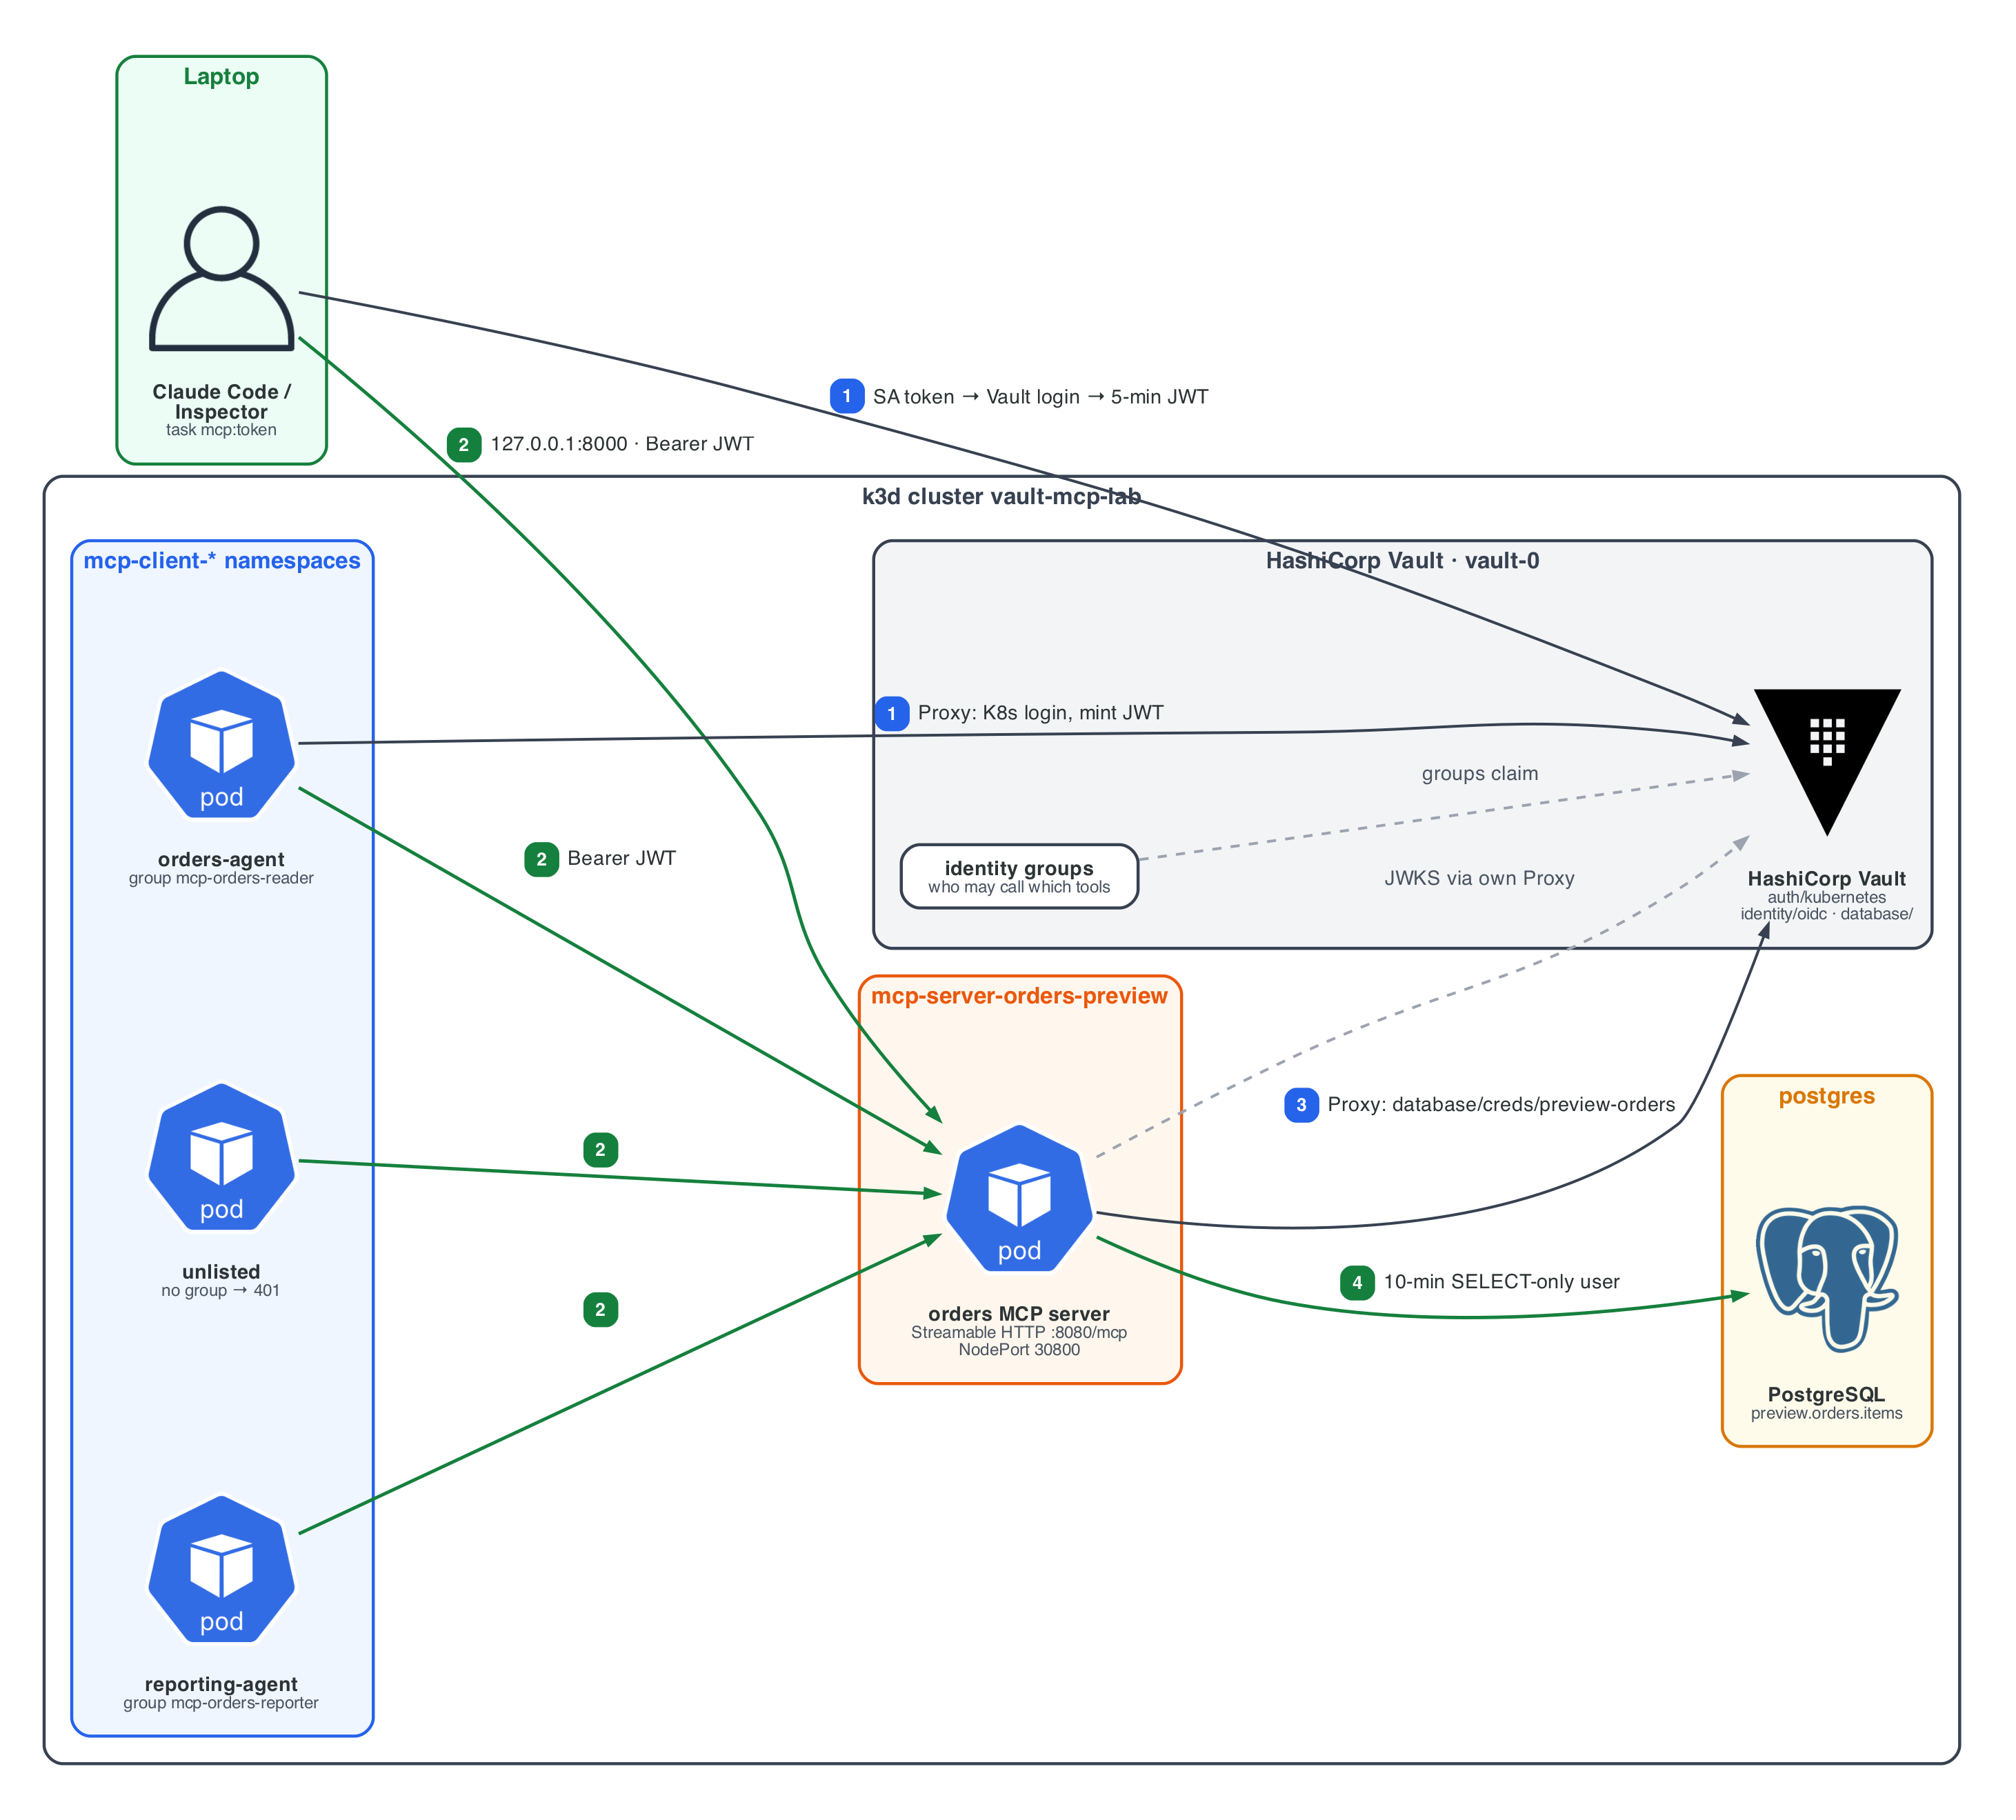 Laptop
Claude Code /
Inspector
task mcp:token
1 SA token → Vault login → 5-min JWT
2 127.0.0.1:8000 · Bearer JWT
k3d cluster vault-mcp-lab
mcp-client-* namespaces
HashiCorp Vault · vault-0
pod
orders-agent
group mcp-orders-reader
1 Proxy: K8s login, mint JWT
groups claim
2 Bearer JWT
identity groups
who may call which tools
JWKS via own Proxy
HashiCorp Vault
auth/kubernetes
identity/oidc · database/
mcp-server-orders-preview
pod
unlisted
no group → 401
2
2
3 Proxy: database/creds/preview-orders
postgres
pod
orders MCP server
Streamable HTTP :8080/mcp
NodePort 30800
4 10-min SELECT-only user
PostgreSQL
preview.orders.items
pod
reporting-agent
group mcp-orders-reporter